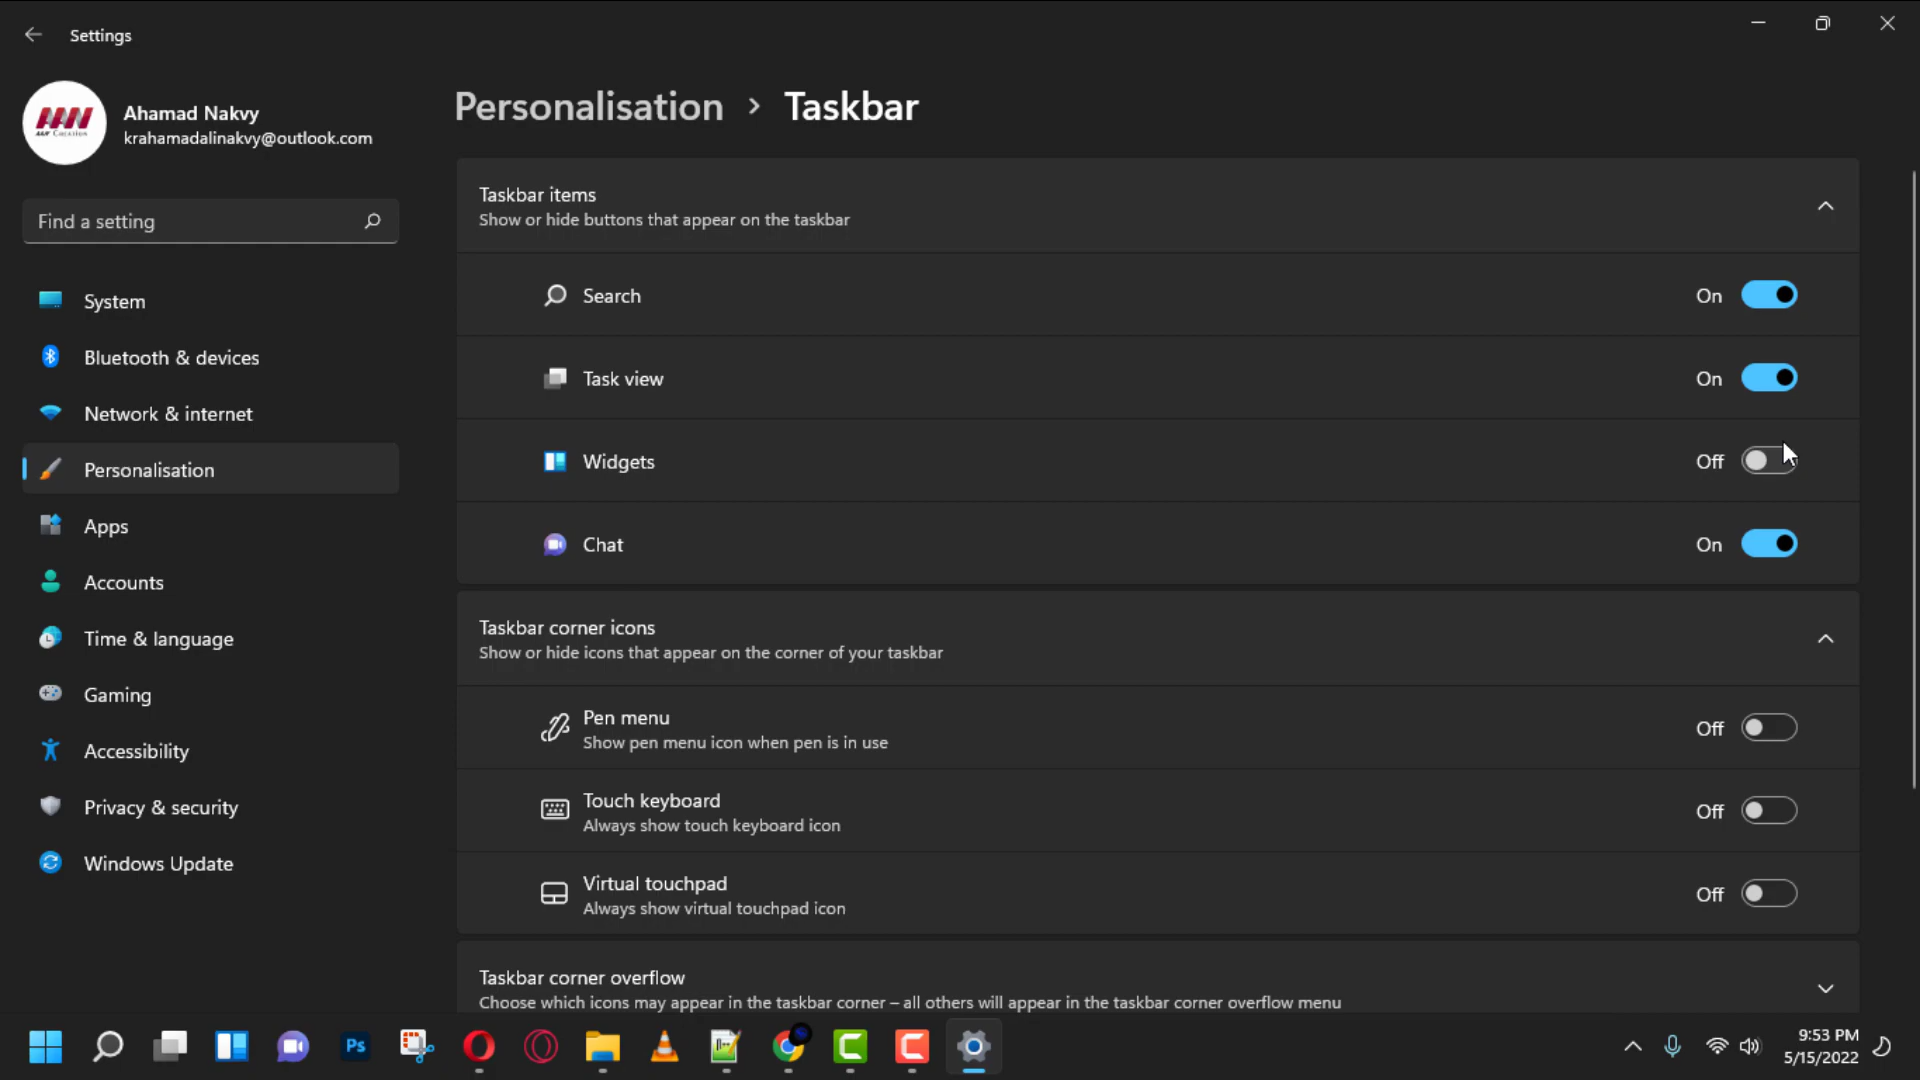 Settings
Ahamad Nakvy
krahamadalinakvy@outlook.com
Find a setting
System
Bluetooth & devices
Network & internet
Personalisation
Apps
Accounts
Time & language
Gaming
Accessibility
Privacy & security
Windows Update
Personalisation > Taskbar
Taskbar items
Show or hide buttons that appear on the taskbar
Search On
Task view On
Widgets Off
Chat On
Taskbar corner icons
Show or hide icons that appear on the corner of your taskbar
Pen menu
Show pen menu icon when pen is in use
Off
Touch keyboard
Always show touch keyboard icon
Off
Virtual touchpad
Always show virtual touchpad icon
Off
Taskbar corner overflow
Choose which icons may appear in the taskbar corner – all others will appear in the taskbar corner overflow menu
Ps
9:53 PM
5/15/2022